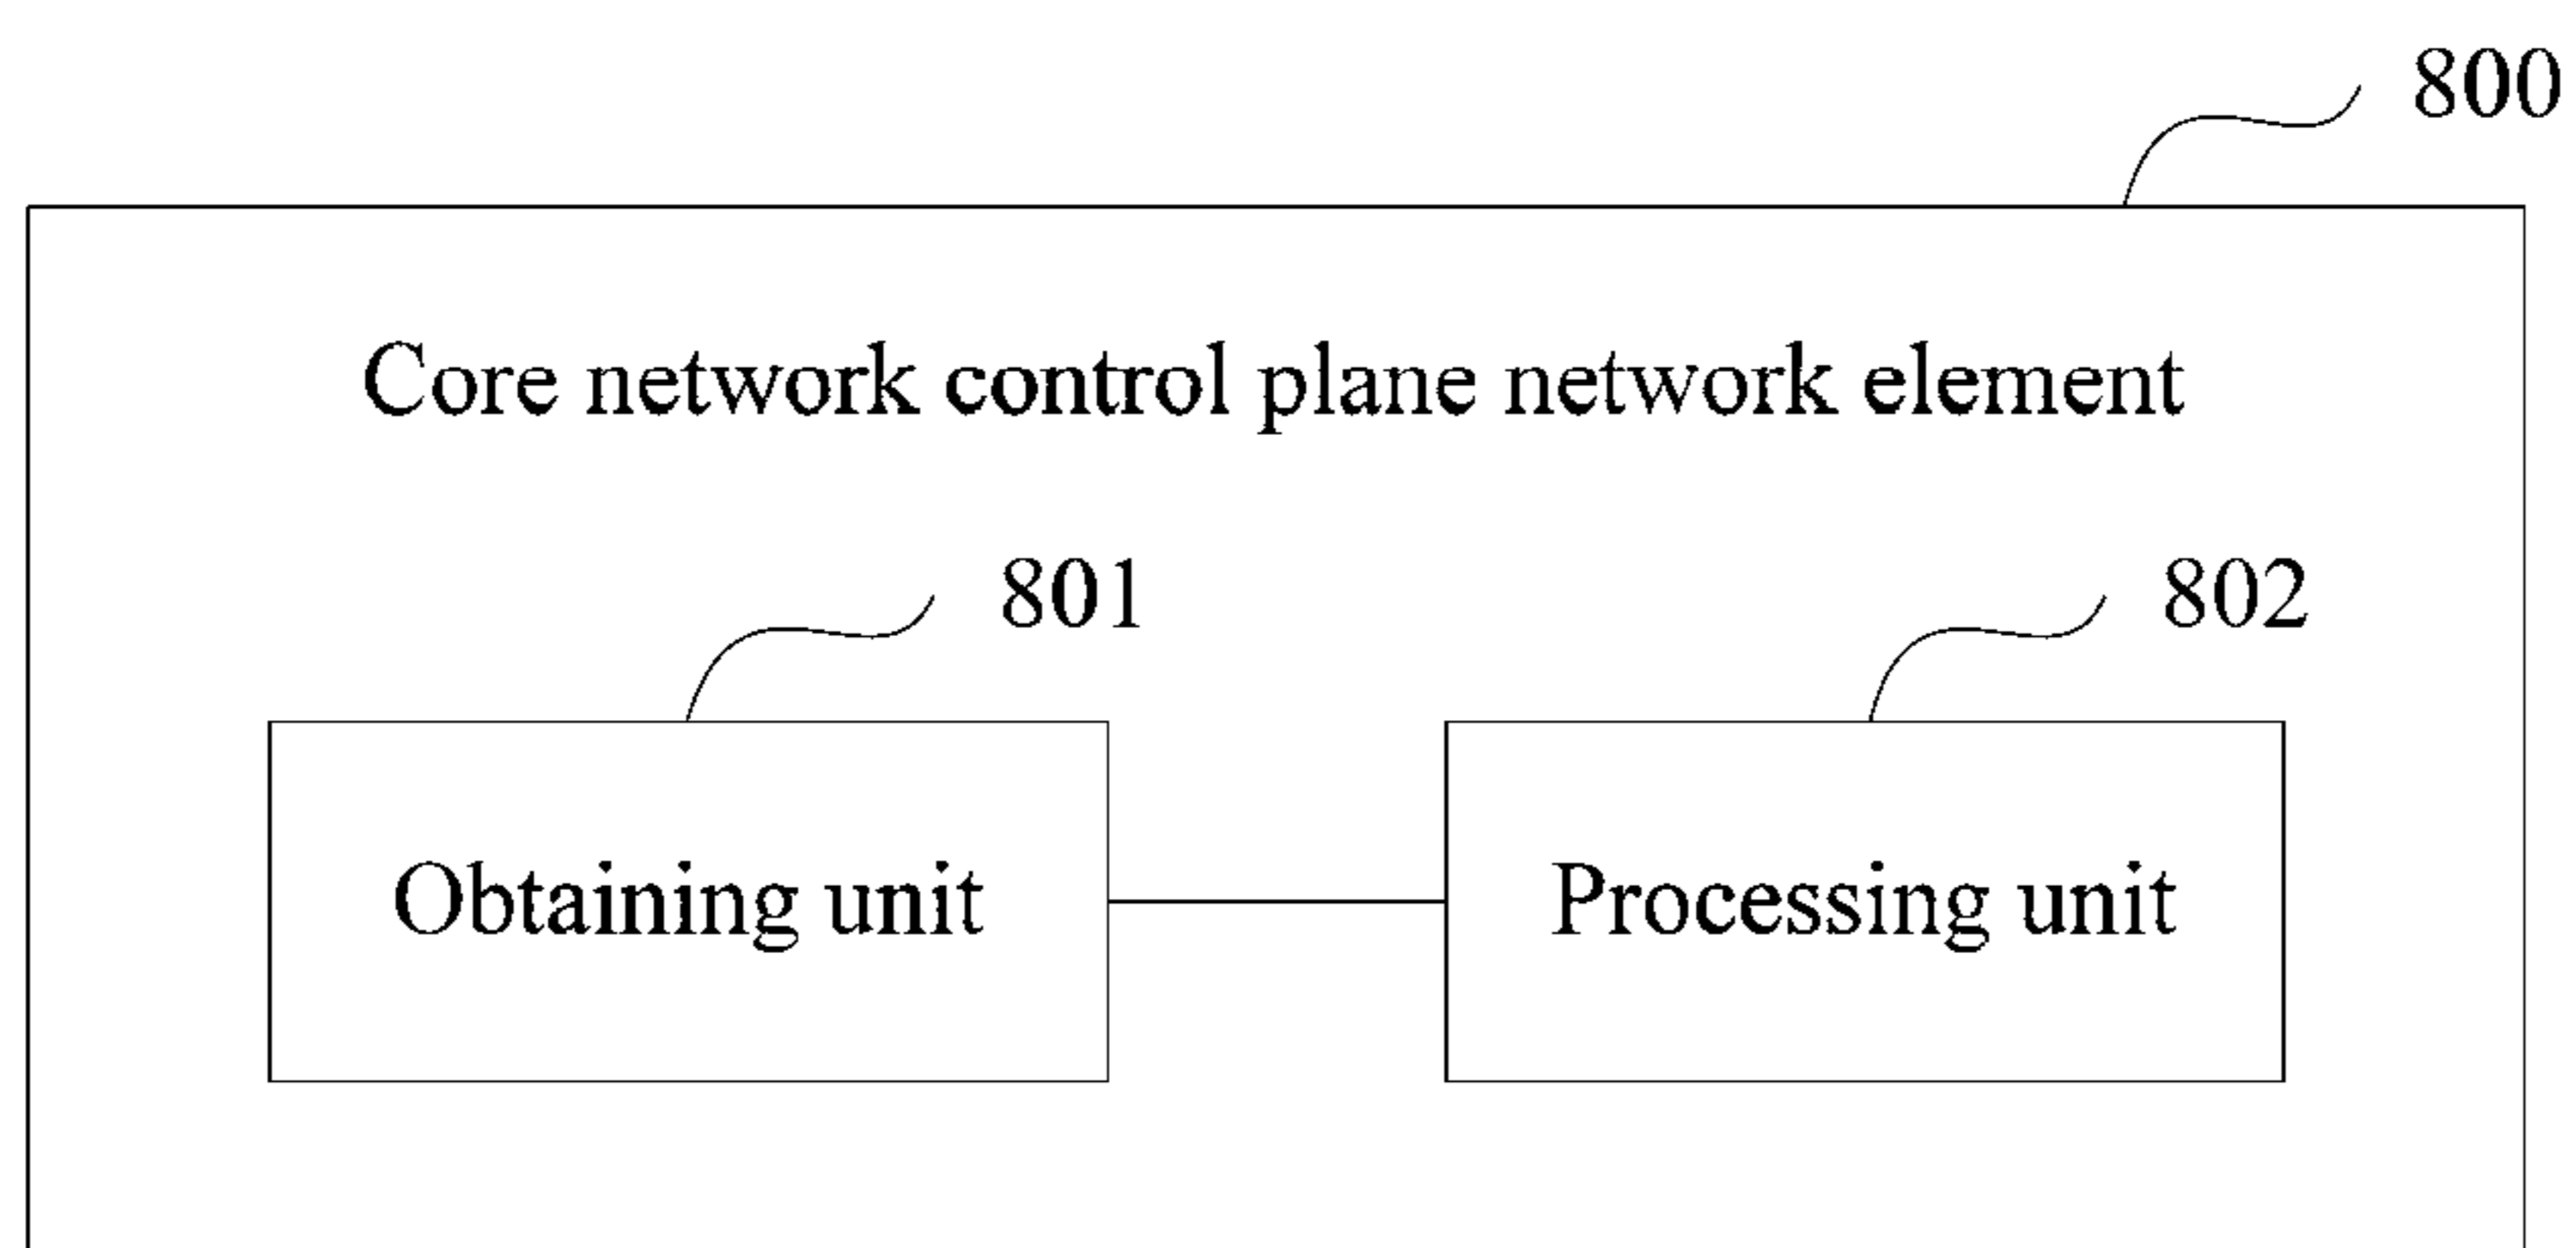 800
Core network control plane network element
801
802
Obtaining unit
Processing unit